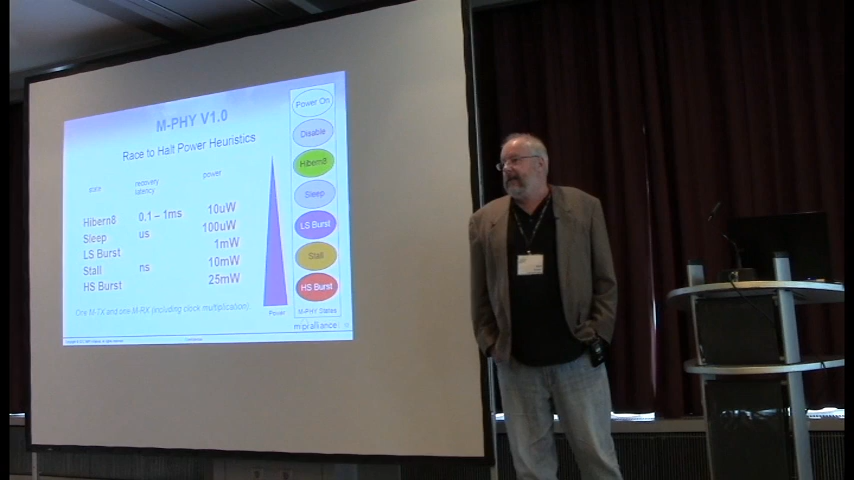 M-PHY V1.0
Race to Halt Power Heuristics
state recovery latency power
Hibern8 0.1 – 1ms 10uW
Sleep us 100uW
LS Burst 1mW
Stall ns 10mW
HS Burst 25mW
One M-TX and one M-RX (including clock multiplication)
Power
Power On
Disable
Hibern8
Sleep
LS Burst
Stall
HS Burst
M-PHY States
mipi alliance